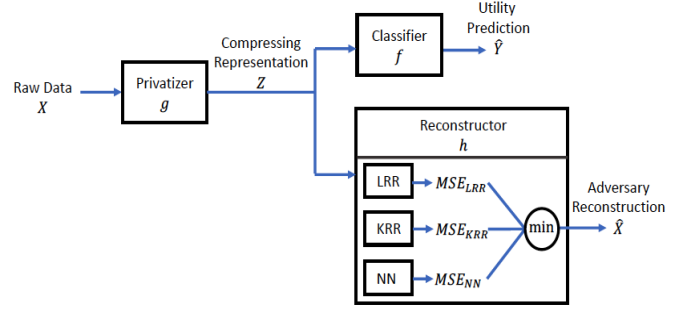 Raw Data
X
Privatizer
g
Compressing
Representation
Z
Classifier
f
Utility
Prediction
Ŷ
Reconstructor
h
LRR
MSE_LRR
KRR
MSE_KRR
NN
MSE_NN
min
Adversary
Reconstruction
X̂